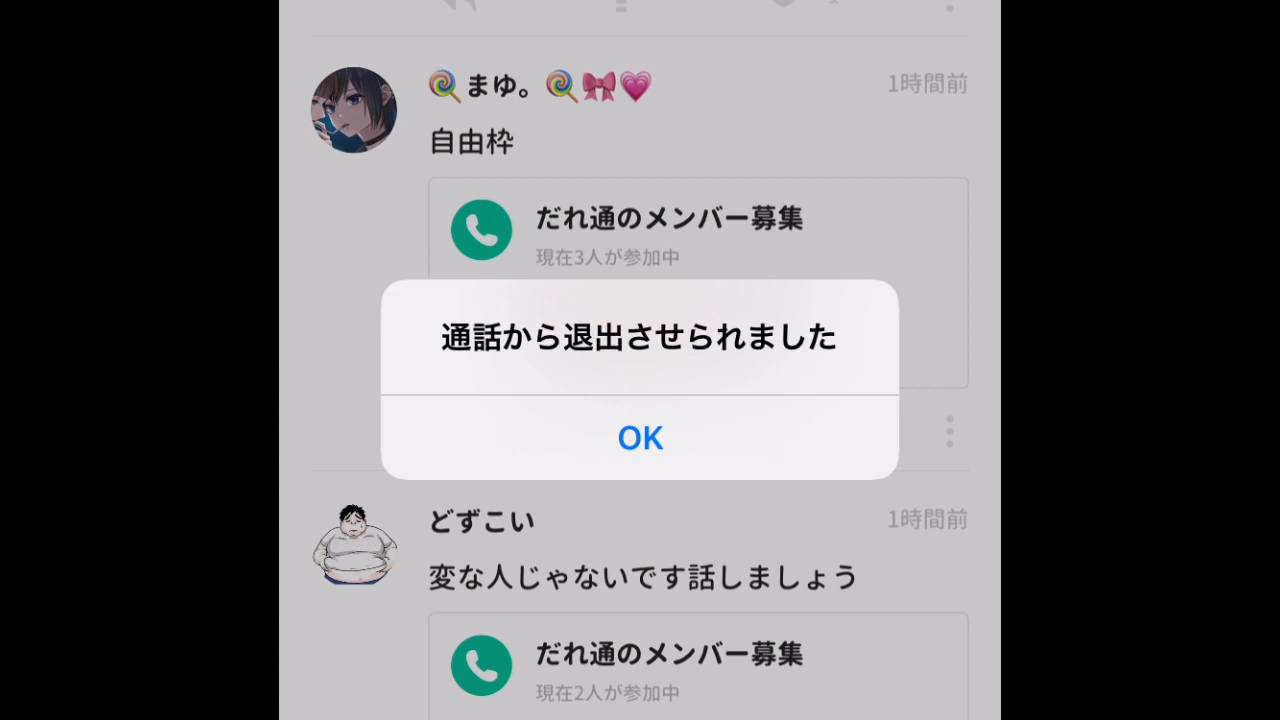 🍭まゆ。🍭🎀💗
1時間前
自由枠
だれ通のメンバー募集
現在3人が参加中
通話から退出させられました
OK
どずこい
1時間前
変な人じゃないです話しましょう
だれ通のメンバー募集
現在2人が参加中